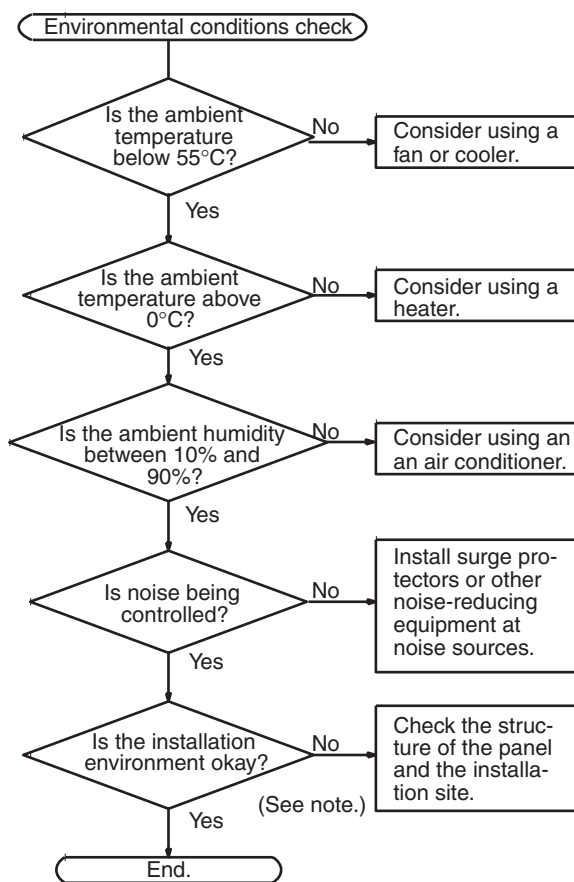 Environmental conditions check
Is the ambient
temperature
below 55°C?
No
Consider using a
fan or cooler.
Yes
Is the ambient
temperature above
0°C?
No
Consider using a
heater.
Yes
Is the ambient humidity
between 10% and
90%?
No
Consider using an
an air conditioner.
Yes
Is noise being
controlled?
No
Install surge pro-
tectors or other
noise-reducing
equipment at
noise sources.
Yes
Is the installation
environment okay?
No
Check the struc-
ture of the panel
and the installa-
tion site.
(See note.)
Yes
End.